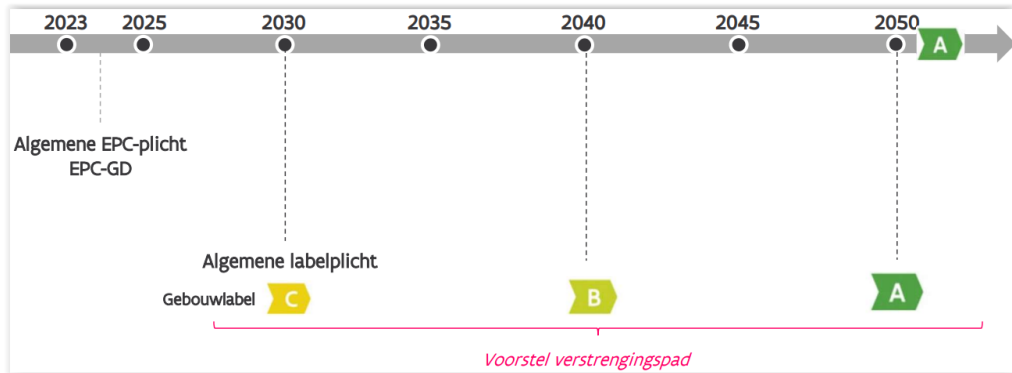 2023 2025 2030 2035 2040 2045 2050
A
Algemene EPC-plicht
EPC-GD
Algemene labelplicht
Gebouwlabel C B A
Voorstel verstrengingspad